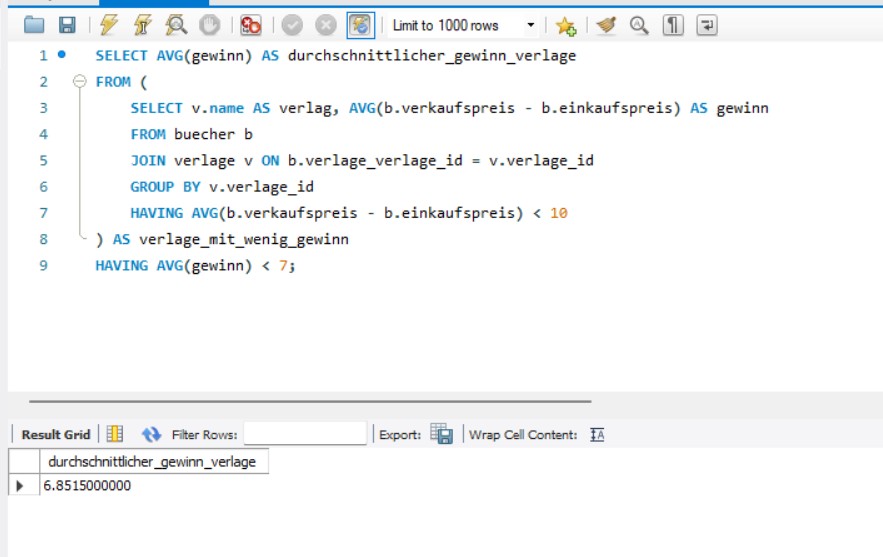 Limit to 1000 rows
1 SELECT AVG(gewinn) AS durchschnittlicher_gewinn_verlage
2 FROM (
3 SELECT v.name AS verlag, AVG(b.verkaufspreis - b.einkaufspreis) AS gewinn
4 FROM buecher b
5 JOIN verlage v ON b.verlage_verlage_id = v.verlage_id
6 GROUP BY v.verlage_id
7 HAVING AVG(b.verkaufspreis - b.einkaufspreis) < 10
8 ) AS verlage_mit_wenig_gewinn
9 HAVING AVG(gewinn) < 7;
Result Grid Filter Rows: Export: Wrap Cell Content:
durchschnittlicher_gewinn_verlage
6.8515000000